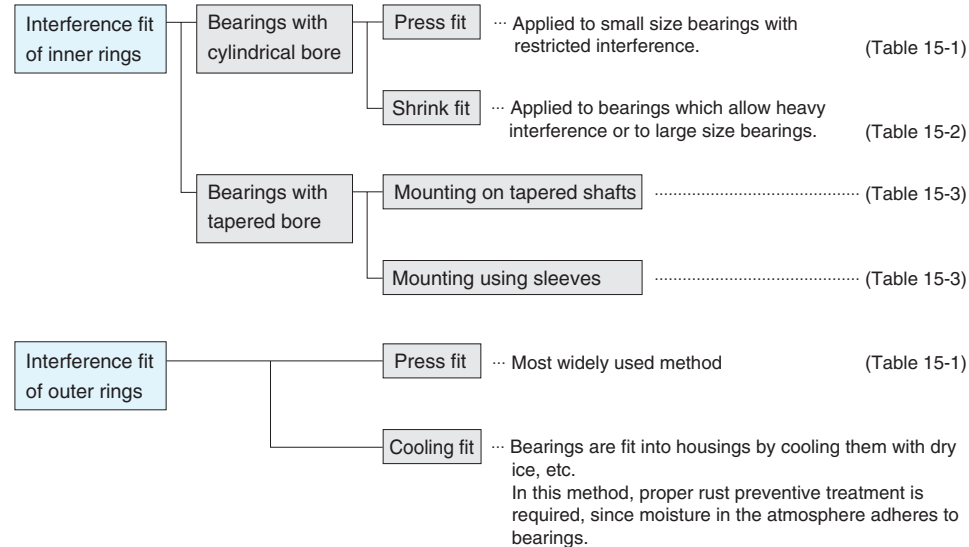 Interference fit
of inner rings
Bearings with
cylindrical bore
Press fit
··· Applied to small size bearings with
restricted interference.
(Table 15-1)
Shrink fit
··· Applied to bearings which allow heavy
interference or to large size bearings.
(Table 15-2)
Bearings with
tapered bore
Mounting on tapered shafts
(Table 15-3)
Mounting using sleeves
(Table 15-3)
Interference fit
of outer rings
Press fit
··· Most widely used method
(Table 15-1)
Cooling fit
··· Bearings are fit into housings by cooling them with dry
ice, etc.
In this method, proper rust preventive treatment is
required, since moisture in the atmosphere adheres to
bearings.